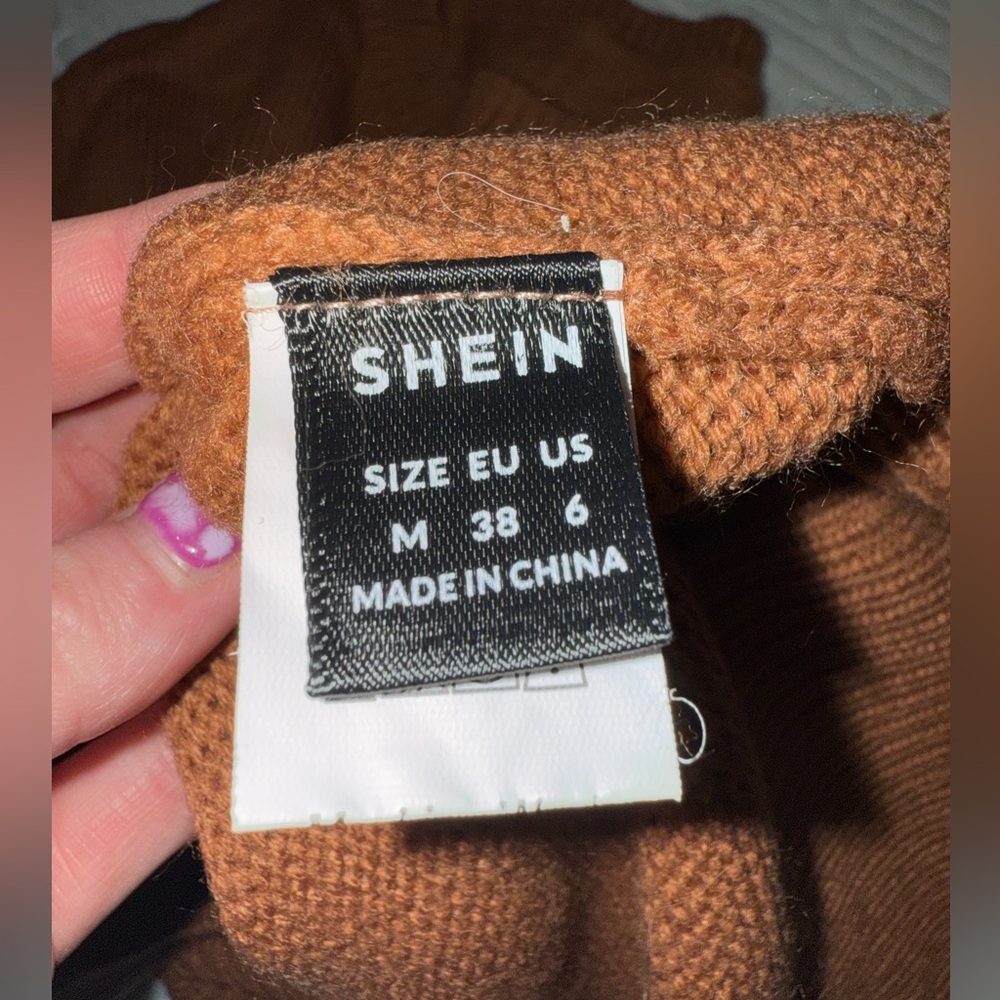 SHEIN
SIZE EU US
M 38 6
MADE IN CHINA